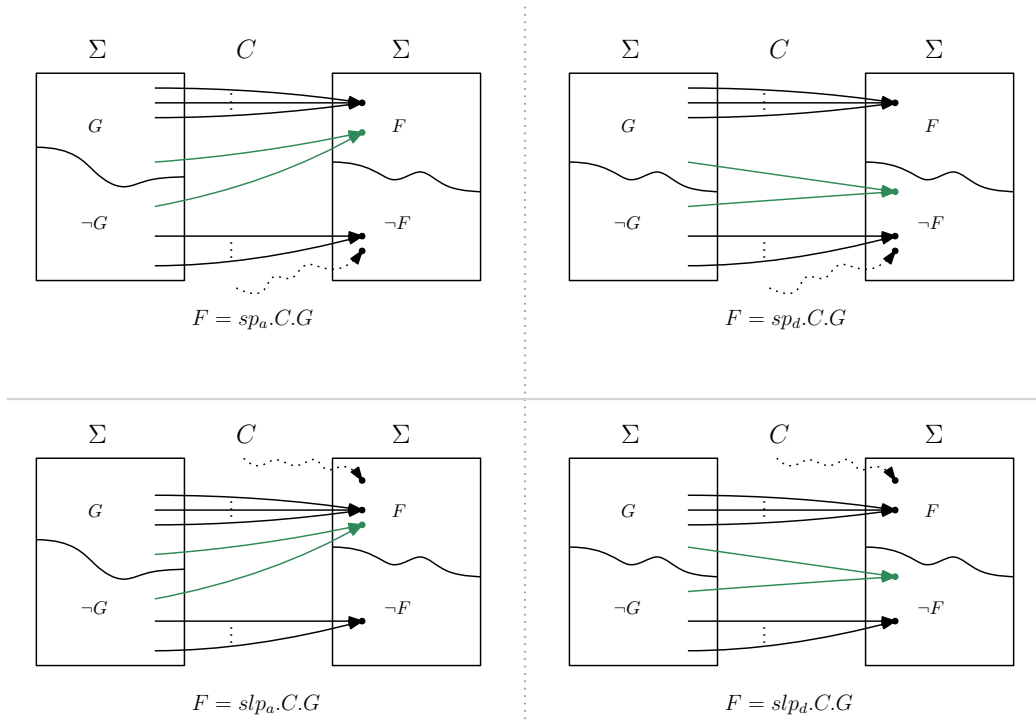 Σ C Σ
G F
¬G ¬F
F = sp_a.C.G
Σ C Σ
G F
¬G ¬F
F = sp_d.C.G
Σ C Σ
G F
¬G ¬F
F = slp_a.C.G
Σ C Σ
G F
¬G ¬F
F = slp_d.C.G